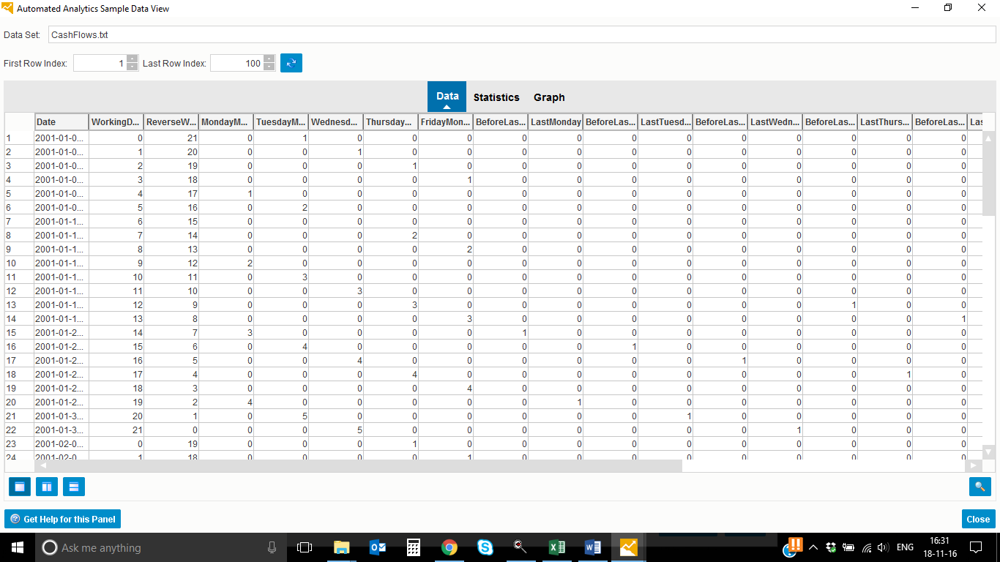 Automated Analytics Sample Data View
Data Set: CashFlows.txt
First Row Index: 1 Last Row Index: 100
Data Statistics Graph
Date WorkingD... ReverseW... MondayM... TuesdayM... Wednesd... Thursday... FridayMon... BeforeLas... LastMonday BeforeLas... LastTuesd... BeforeLas... LastWedn... BeforeLas... LastThurs... BeforeLas... Las
1 2001-01-0... 0 21 0 1 0 0 0 0 0 0 0 0 0 0 0 0
2 2001-01-0... 1 20 0 0 1 0 0 0 0 0 0 0 0 0 0 0
3 2001-01-0... 2 19 0 0 0 1 0 0 0 0 0 0 0 0 0 0
4 2001-01-0... 3 18 0 0 0 0 1 0 0 0 0 0 0 0 0 0
5 2001-01-0... 4 17 1 0 0 0 0 0 0 0 0 0 0 0 0 0
6 2001-01-0... 5 16 0 2 0 0 0 0 0 0 0 0 0 0 0 0
7 2001-01-1... 6 15 0 0 0 0 0 0 0 0 0 0 0 0 0 0
8 2001-01-1... 7 14 0 0 0 2 0 0 0 0 0 0 0 0 0 0
9 2001-01-1... 8 13 0 0 0 0 2 0 0 0 0 0 0 0 0 0
10 2001-01-1... 9 12 2 0 0 0 0 0 0 0 0 0 0 0 0 0
11 2001-01-1... 10 11 0 3 0 0 0 0 0 0 0 0 0 0 0 0
12 2001-01-1... 11 10 0 0 3 0 0 0 0 0 0 0 0 0 0 0
13 2001-01-1... 12 9 0 0 0 3 0 0 0 0 0 0 0 1 0 0
14 2001-01-1... 13 8 0 0 0 0 3 0 0 0 0 0 0 0 0 1
15 2001-01-2... 14 7 3 0 0 0 0 1 0 0 0 0 0 0 0 0
16 2001-01-2... 15 6 0 4 0 0 0 0 0 1 0 0 0 0 0 0
17 2001-01-2... 16 5 0 0 4 0 0 0 0 0 0 1 0 0 0 0
18 2001-01-2... 17 4 0 0 0 4 0 0 0 0 0 0 0 0 1 0
19 2001-01-2... 18 3 0 0 0 0 4 0 0 0 0 0 0 0 0 0
20 2001-01-2... 19 2 4 0 0 0 0 0 1 0 0 0 0 0 0 0
21 2001-01-3... 20 1 0 5 0 0 0 0 0 0 1 0 0 0 0 0
22 2001-01-3... 21 0 0 0 5 0 0 0 0 0 0 0 1 0 0 0
23 2001-02-0... 0 19 0 0 0 1 0 0 0 0 0 0 0 0 0 0
24 2001-02-0... 1 18 0 0 0 0 1 0 0 0 0 0 0 0 0 0
Get Help for this Panel
Close
Ask me anything
ENG
16:31
18-11-16